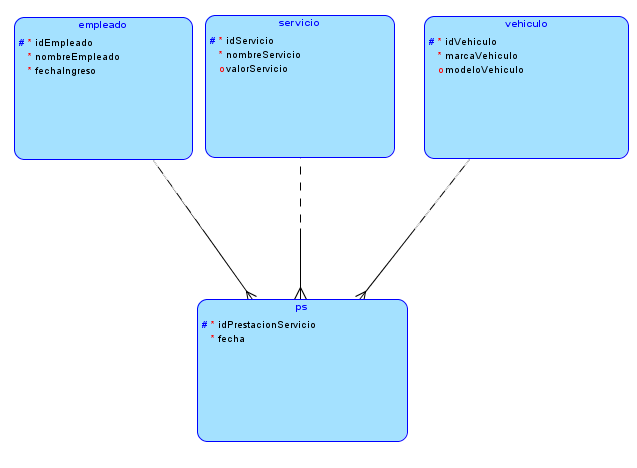 empleado
# * idEmpleado
* nombreEmpleado
* fechaIngreso
servicio
# * idServicio
* nombreServicio
o valorServicio
vehiculo
# * idVehiculo
* marcaVehiculo
o modeloVehiculo
ps
# * idPrestacionServicio
* fecha